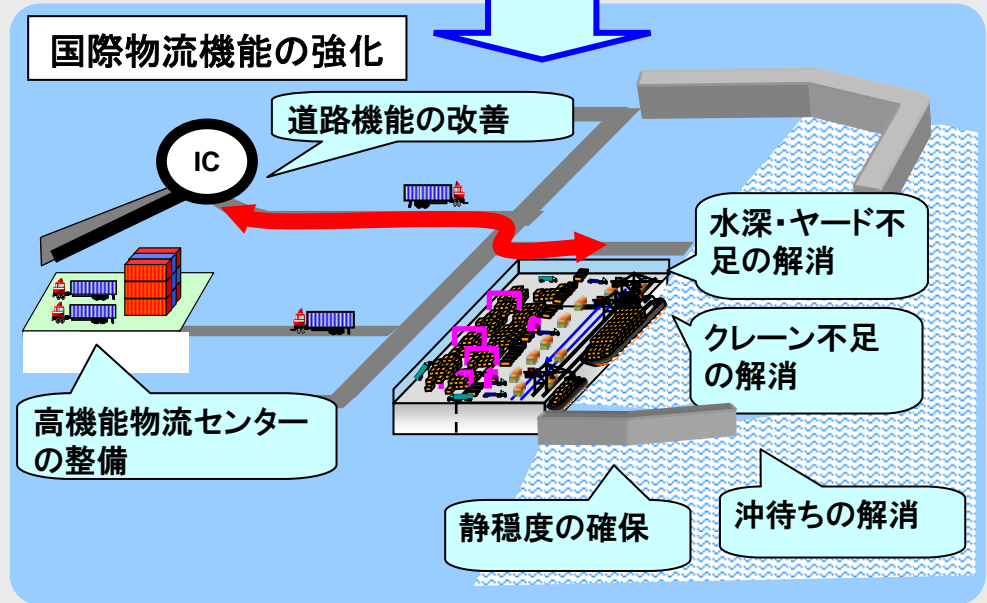 国際物流機能の強化
道路機能の改善
IC
水深・ヤード不
足の解消
クレーン不足
の解消
高機能物流センター
の整備
静穏度の確保
沖待ちの解消